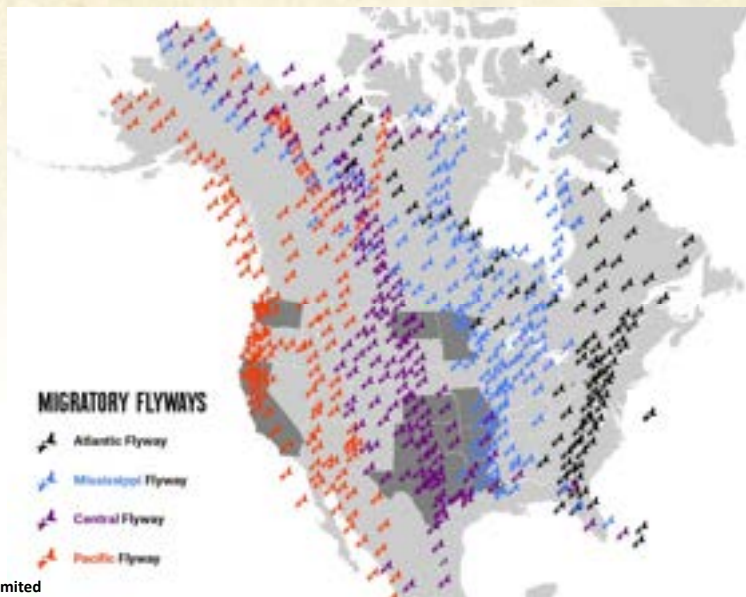 MIGRATORY FLYWAYS
Atlantic Flyway
Mississippi Flyway
Central Flyway
Pacific Flyway
mited